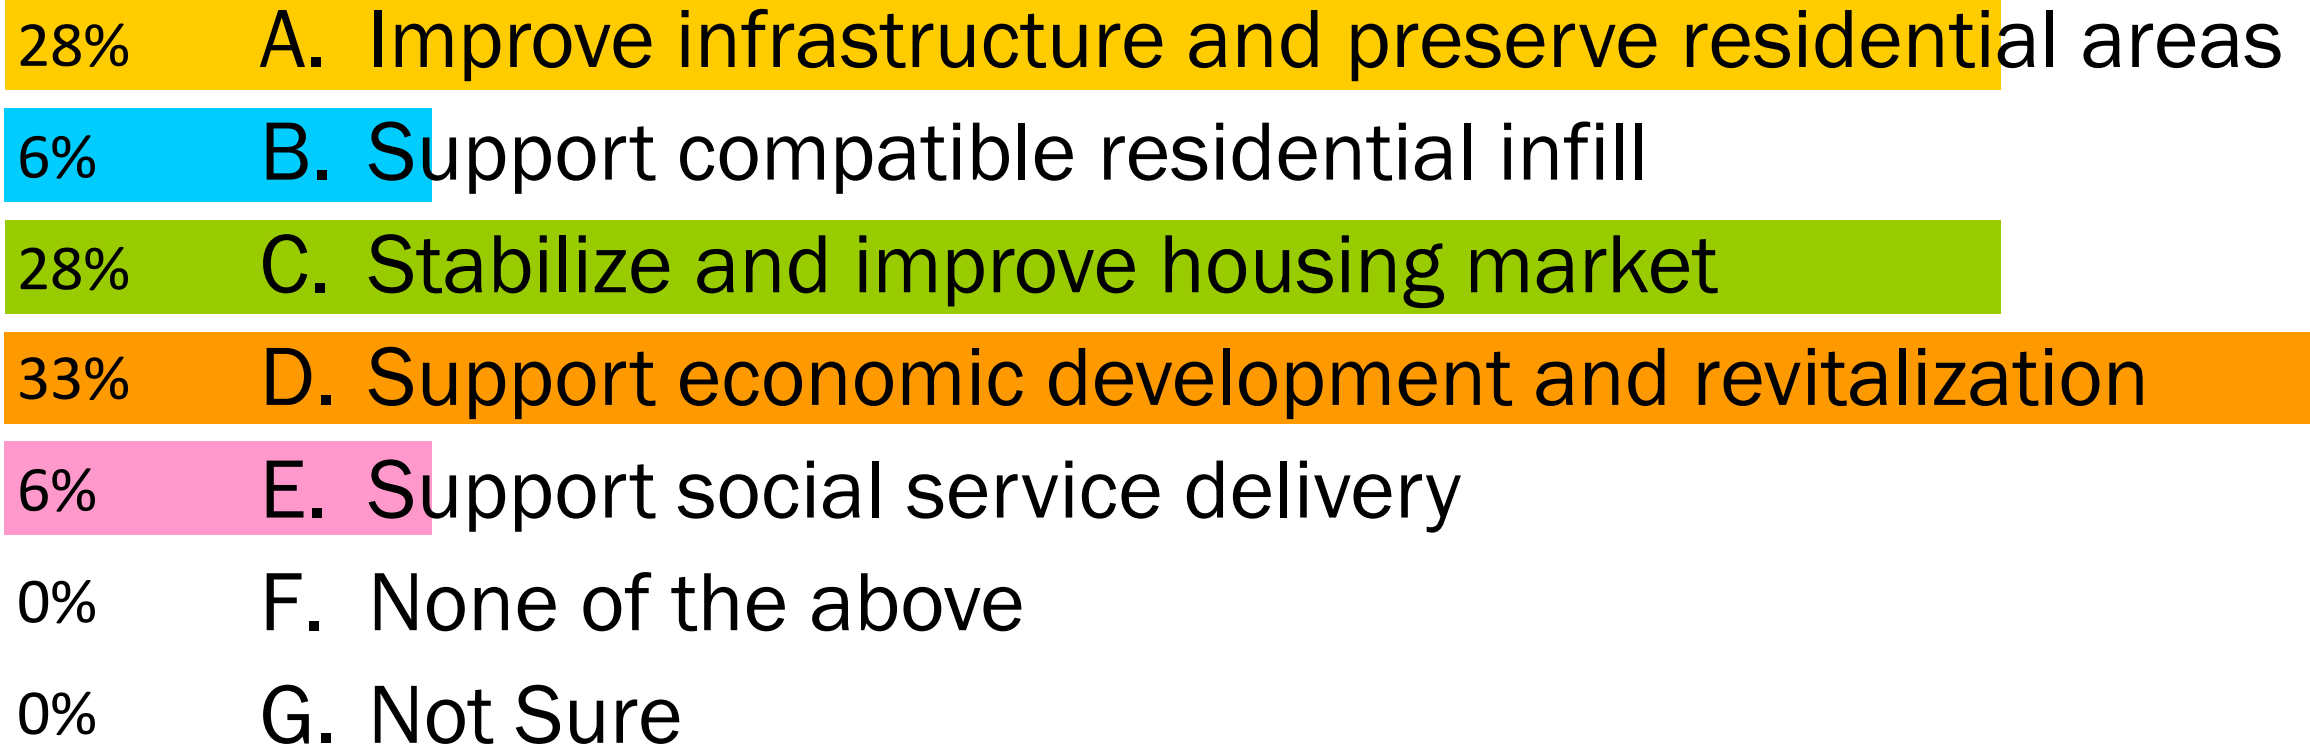 28% A. Improve infrastructure and preserve residential areas
6% B. Support compatible residential infill
28% C. Stabilize and improve housing market
33% D. Support economic development and revitalization
6% E. Support social service delivery
0% F. None of the above
0% G. Not Sure